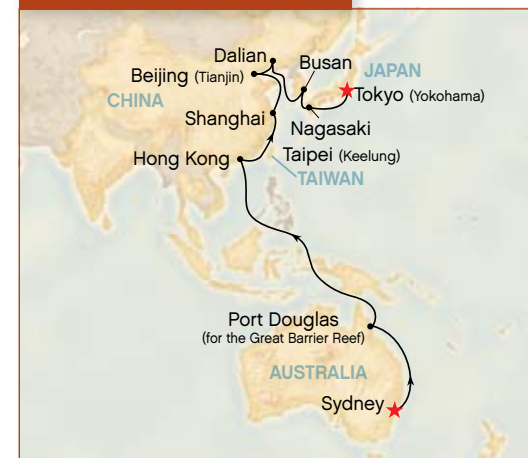 Dalian
Busan
Beijing (Tianjin)
JAPAN
Tokyo (Yokohama)
CHINA
Shanghai
Nagasaki
Hong Kong
Taipei (Keelung)
TAIWAN
Port Douglas
(for the Great Barrier Reef)
AUSTRALIA
Sydney